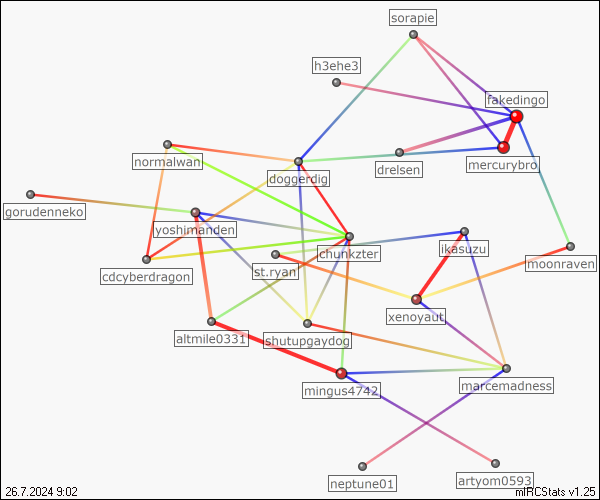 sorapie
h3ehe3
fakedingo
mercurybro
drelsen
normalwan
doggerdig
gorudenneko
yoshimanden
chunkzter
ikasuzu
moonraven
cdcyberdragon
st.ryan
xenoyaut
altmile0331
shutupgaydog
mingus4742
marcemadness
neptune01
artyom0593
26.7.2024 9:02
mIRCStats v1.25